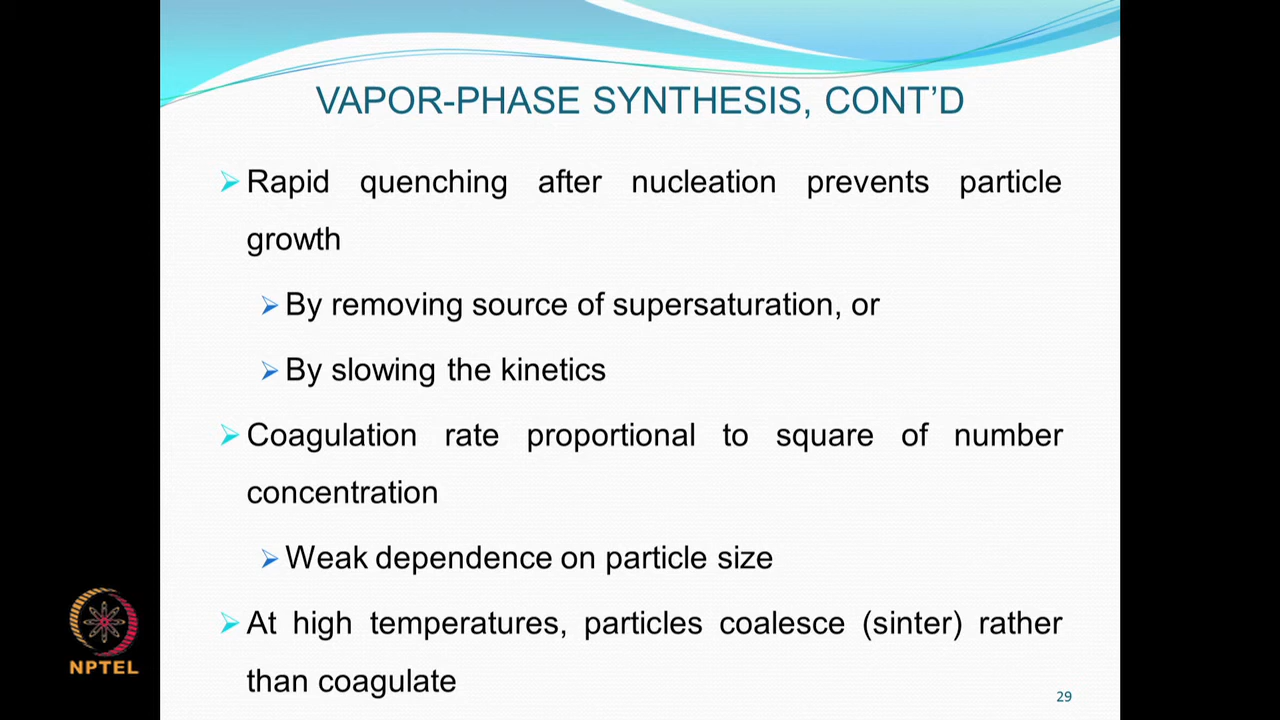 VAPOR-PHASE SYNTHESIS, CONT’D
Rapid quenching after nucleation prevents particle
growth
By removing source of supersaturation, or
By slowing the kinetics
Coagulation rate proportional to square of number
concentration
Weak dependence on particle size
At high temperatures, particles coalesce (sinter) rather
than coagulate
NPTEL
29